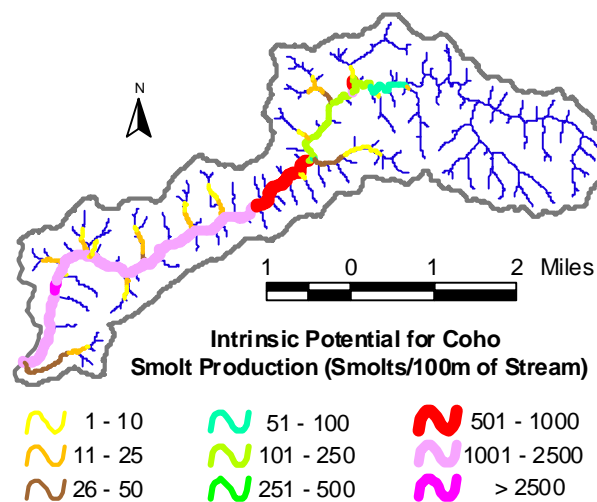 N
1 0 1 2 Miles
Intrinsic Potential for Coho
Smolt Production (Smolts/100m of Stream)
1 - 10 51 - 100 501 - 1000
11 - 25 101 - 250 1001 - 2500
26 - 50 251 - 500 > 2500